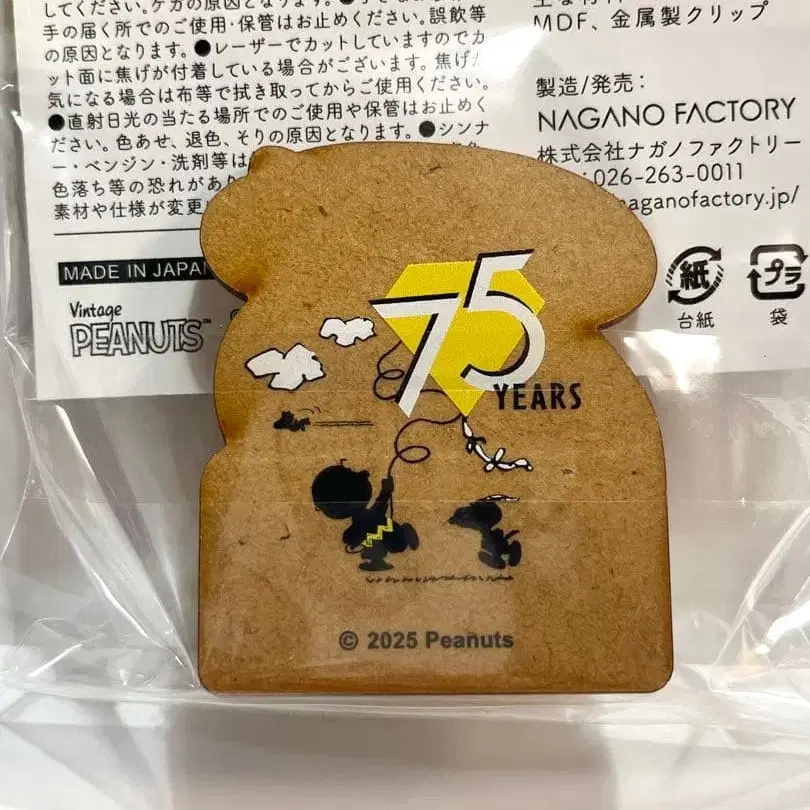 してください。ケガの原因となります。
手の届く所でのご使用・保管はお止めください。誤飲等
の原因となります。●レーザーでカットしていますのでカ
ット面に焦げが付着している場合がございます。焦げが
気になる場合は布等で拭き取ってからご使用ください。
●直射日光の当たる場所でのご使用や保管はお止めく
ださい。色あせ、退色、そりの原因となります。●シンナ
ー・ベンジン・洗剤等は
色落ち等の恐れがあり
素材や仕様が変更
MADE IN JAPAN
Vintage
PEANUTS™
MDF、金属製クリップ
製造/発売:
NAGANO FACTORY
株式会社ナガノファクトリー
:026-263-0011
naganofactory.jp/
紙
台紙
プラ
袋
75
YEARS
© 2025 Peanuts